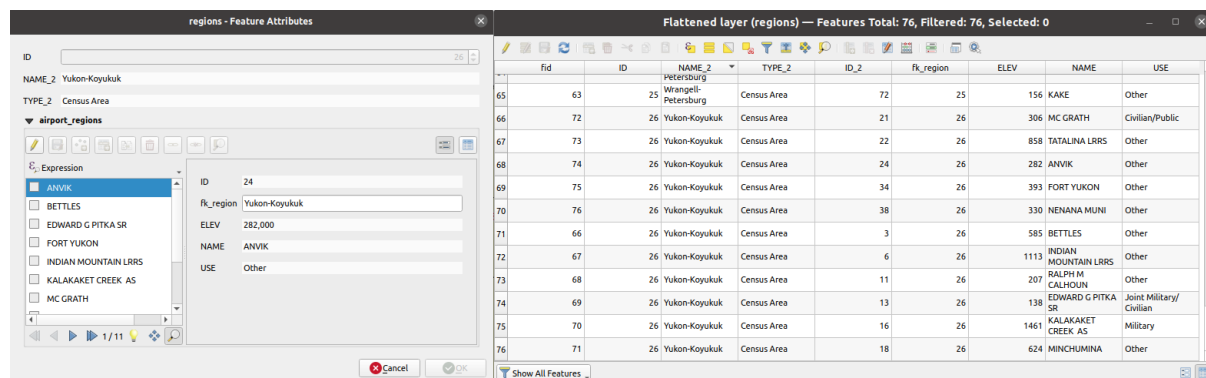 regions - Feature Attributes
ID 26
NAME_2 Yukon-Koyukuk
TYPE_2 Census Area
airport_regions
Expression
ANVIK
BETTLES
EDWARD G PITKA SR
FORT YUKON
INDIAN MOUNTAIN LRRS
KALAKAKET CREEK AS
MC GRATH
1/11
ID 24
fk_region Yukon-Koyukuk
ELEV 282,000
NAME ANVIK
USE Other
Cancel OK
Flattened layer (regions) — Features Total: 76, Filtered: 76, Selected: 0
fid ID NAME_2 TYPE_2 ID_2 fk_region ELEV NAME USE
Petersburg
65 63 25 Wrangell-Petersburg Census Area 72 25 156 KAKE Other
66 72 26 Yukon-Koyukuk Census Area 21 26 306 MC GRATH Civilian/Public
67 73 26 Yukon-Koyukuk Census Area 22 26 858 TATALINA LRRS Other
68 74 26 Yukon-Koyukuk Census Area 24 26 282 ANVIK Other
69 75 26 Yukon-Koyukuk Census Area 34 26 393 FORT YUKON Other
70 76 26 Yukon-Koyukuk Census Area 38 26 330 NENANA MUNI Other
71 66 26 Yukon-Koyukuk Census Area 3 26 585 BETTLES Other
72 67 26 Yukon-Koyukuk Census Area 6 26 1113 INDIAN MOUNTAIN LRRS Other
73 68 26 Yukon-Koyukuk Census Area 11 26 207 RALPH M CALHOUN Other
74 69 26 Yukon-Koyukuk Census Area 13 26 138 EDWARD G PITKA SR Joint Military/Civilian
75 70 26 Yukon-Koyukuk Census Area 16 26 1461 KALAKAKET CREEK AS Military
76 71 26 Yukon-Koyukuk Census Area 18 26 624 MINCHUMINA Other
Show All Features